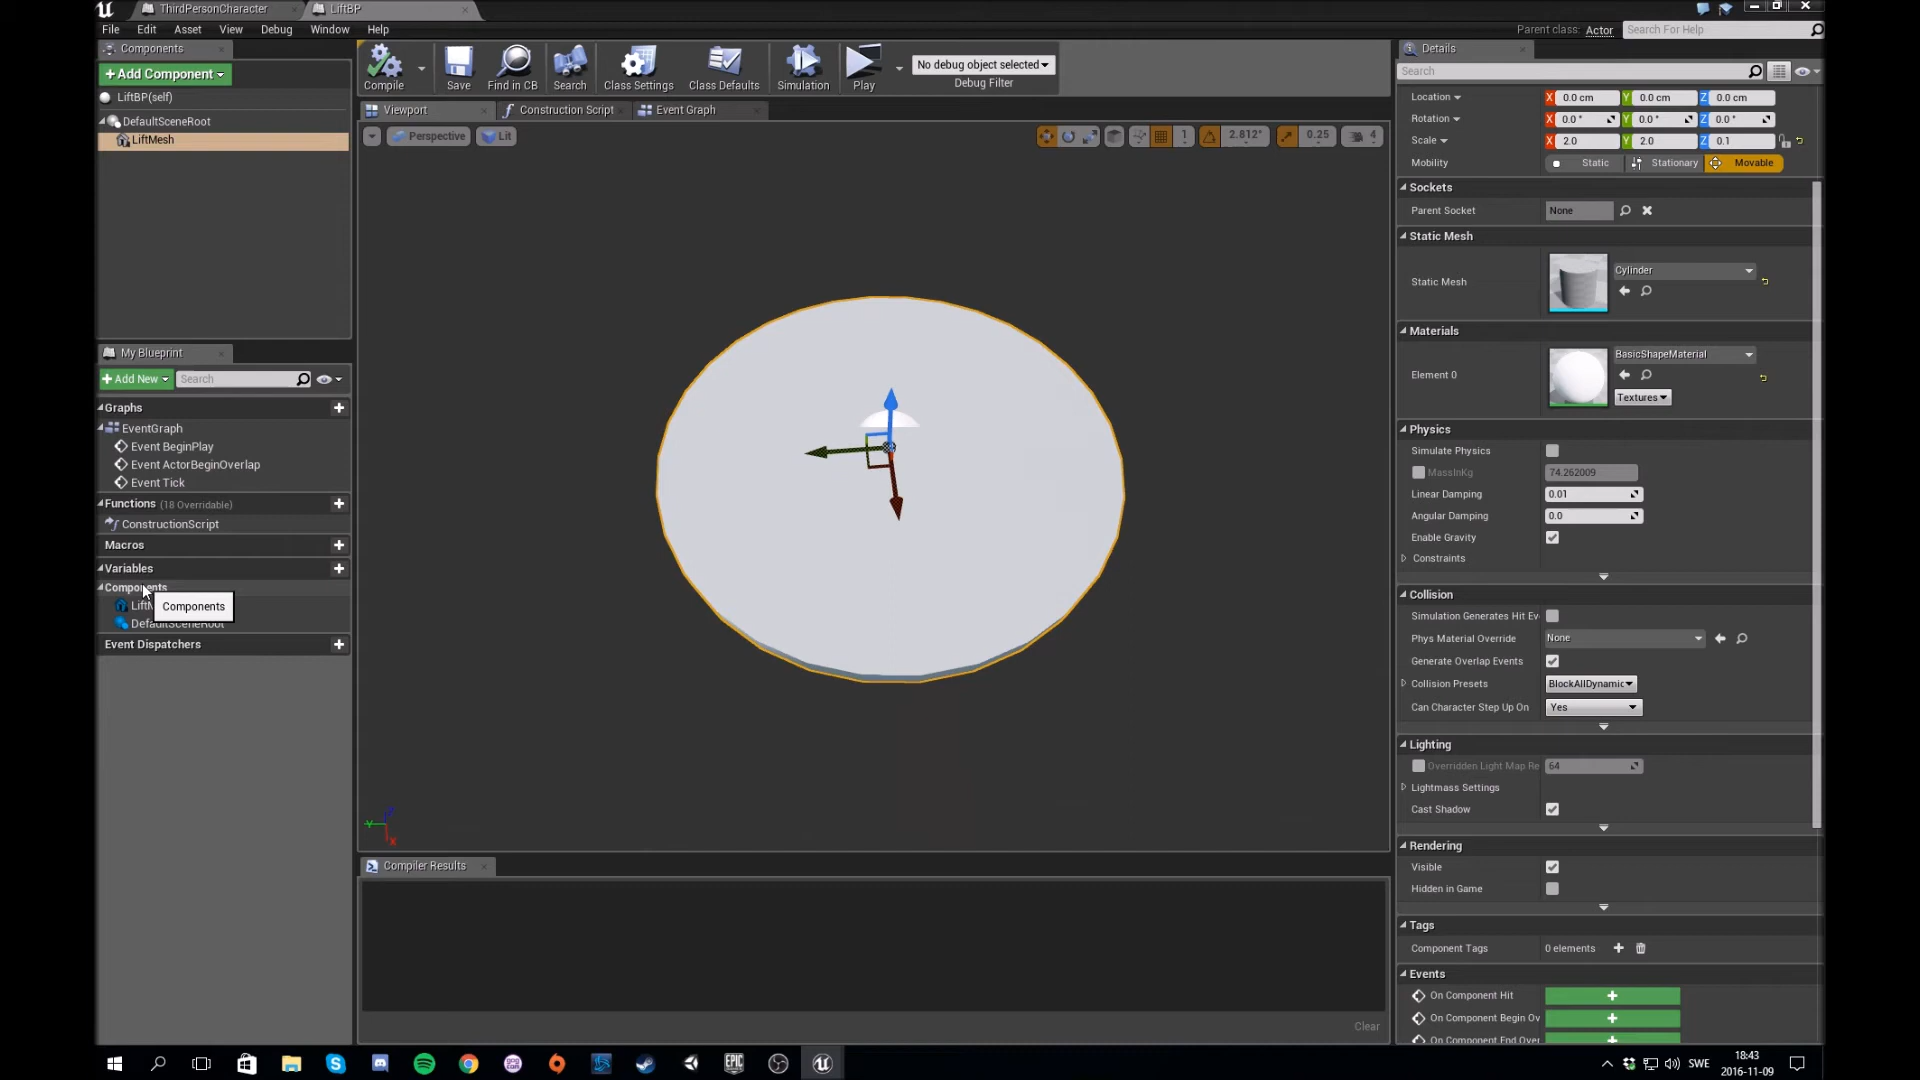 ThirdPersonCharacter
LiftBP
File Edit Asset View Debug Window Help
Parent class: Actor
Search For Help
Components
+Add Component
LiftBP(self)
DefaultSceneRoot
LiftMesh
Compile
Save
Find in CB
Search
Class Settings
Class Defaults
Simulation
Play
No debug object selected
Debug Filter
Viewport
Construction Script
Event Graph
Perspective
Lit
1
2.812°
0.25
4
My Blueprint
+Add New
Search
Graphs
EventGraph
Event BeginPlay
Event ActorBeginOverlap
Event Tick
Functions (18 Overridable)
ConstructionScript
Macros
Variables
Components
Components
DefaultSceneRoot
Event Dispatchers
Y
X
Compiler Results
Clear
Details
Search
Location X 0.0 cm Y 0.0 cm Z 0.0 cm
Rotation X 0.0 ° Y 0.0 ° Z 0.0 °
Scale X 2.0 Y 2.0 Z 0.1
Mobility Static Stationary Movable
Sockets
Parent Socket None
Static Mesh
Static Mesh Cylinder
Materials
Element 0 BasicShapeMaterial
Textures
Physics
Simulate Physics
MassInKg 74.262009
Linear Damping 0.01
Angular Damping 0.0
Enable Gravity
Constraints
Collision
Simulation Generates Hit Ev
Phys Material Override None
Generate Overlap Events
Collision Presets BlockAllDynamic
Can Character Step Up On Yes
Lighting
Overridden Light Map Re 64
Lightmass Settings
Cast Shadow
Rendering
Visible
Hidden in Game
Tags
Component Tags 0 elements
Events
On Component Hit
On Component Begin Ov
On Component End Over
EPIC
SWE
18:43
2016-11-09